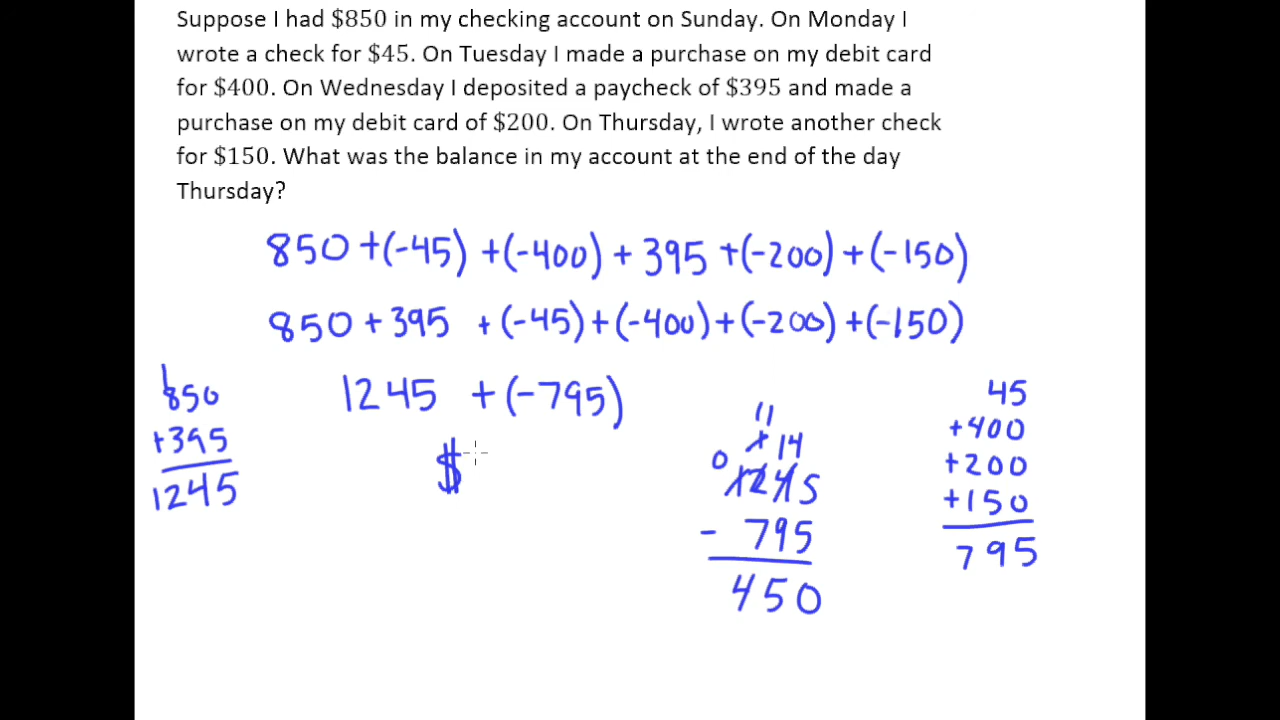 Suppose I had $850 in my checking account on Sunday. On Monday I
wrote a check for $45. On Tuesday I made a purchase on my debit card
for $400. On Wednesday I deposited a paycheck of $395 and made a
purchase on my debit card of $200. On Thursday, I wrote another check
for $150. What was the balance in my account at the end of the day
Thursday?
850 +(-45) +(-400) + 395 +(-200) +(-150)
850 + 395 +(-45)+(-400)+(-200)+(-150)
1245 +(-795)
$
1
850
+395
1245
11
1 14
0
1245
- 795
450
45
+400
+200
+150
795